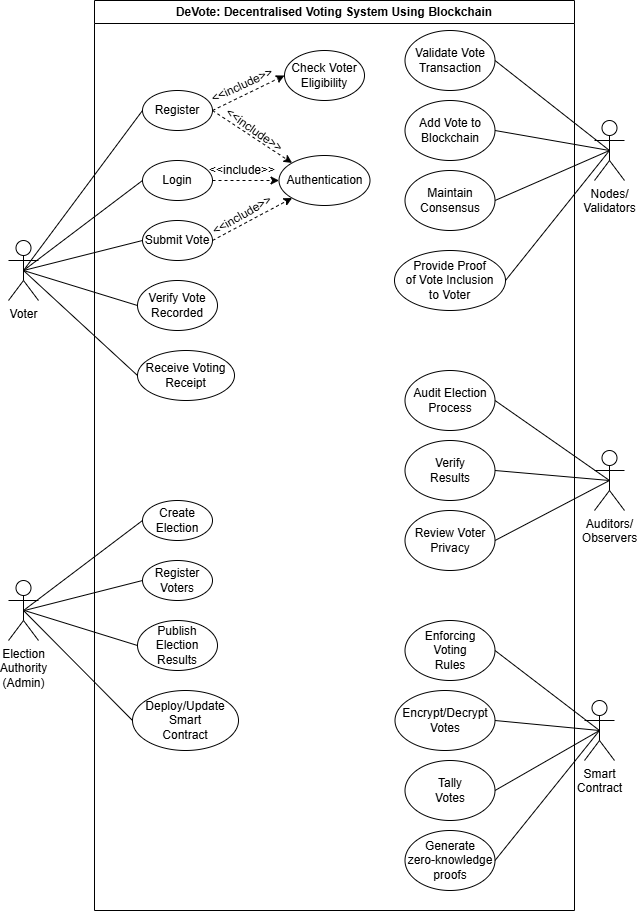 DeVote: Decentralised Voting System Using Blockchain
Check Voter
Eligibility
<<include>>
Register
<<include>>
Login
<<include>>
Authentication
<<include>>
Submit Vote
Verify Vote
Recorded
Receive Voting
Receipt
Voter
Validate Vote
Transaction
Add Vote to
Blockchain
Maintain
Consensus
Provide Proof
of Vote Inclusion
to Voter
Nodes/
Validators
Audit Election
Process
Verify
Results
Review Voter
Privacy
Auditors/
Observers
Create
Election
Register
Voters
Publish
Election
Results
Deploy/Update
Smart
Contract
Election
Authority
(Admin)
Enforcing
Voting
Rules
Encrypt/Decrypt
Votes
Tally
Votes
Generate
zero-knowledge
proofs
Smart
Contract